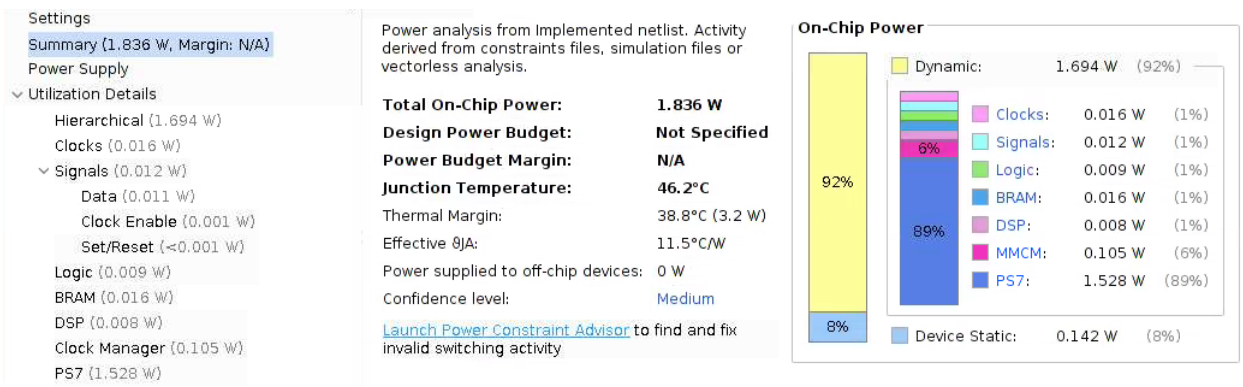 Settings
Summary (1.836 W, Margin: N/A)
Power Supply
Utilization Details
Hierarchical (1.694 W)
Clocks (0.016 W)
Signals (0.012 W)
Data (0.011 W)
Clock Enable (0.001 W)
Set/Reset (<0.001 W)
Logic (0.009 W)
BRAM (0.016 W)
DSP (0.008 W)
Clock Manager (0.105 W)
PS7 (1.528 W)
Power analysis from Implemented netlist. Activity
derived from constraints files, simulation files or
vectorless analysis.
Total On-Chip Power: 1.836 W
Design Power Budget: Not Specified
Power Budget Margin: N/A
Junction Temperature: 46.2°C
Thermal Margin: 38.8°C (3.2 W)
Effective ϑJA: 11.5°C/W
Power supplied to off-chip devices: 0 W
Confidence level: Medium
Launch Power Constraint Advisor to find and fix
invalid switching activity
On-Chip Power
92%
8%
Dynamic: 1.694 W (92%)
6%
89%
Clocks: 0.016 W (1%)
Signals: 0.012 W (1%)
Logic: 0.009 W (1%)
BRAM: 0.016 W (1%)
DSP: 0.008 W (1%)
MMCM: 0.105 W (6%)
PS7: 1.528 W (89%)
Device Static: 0.142 W (8%)